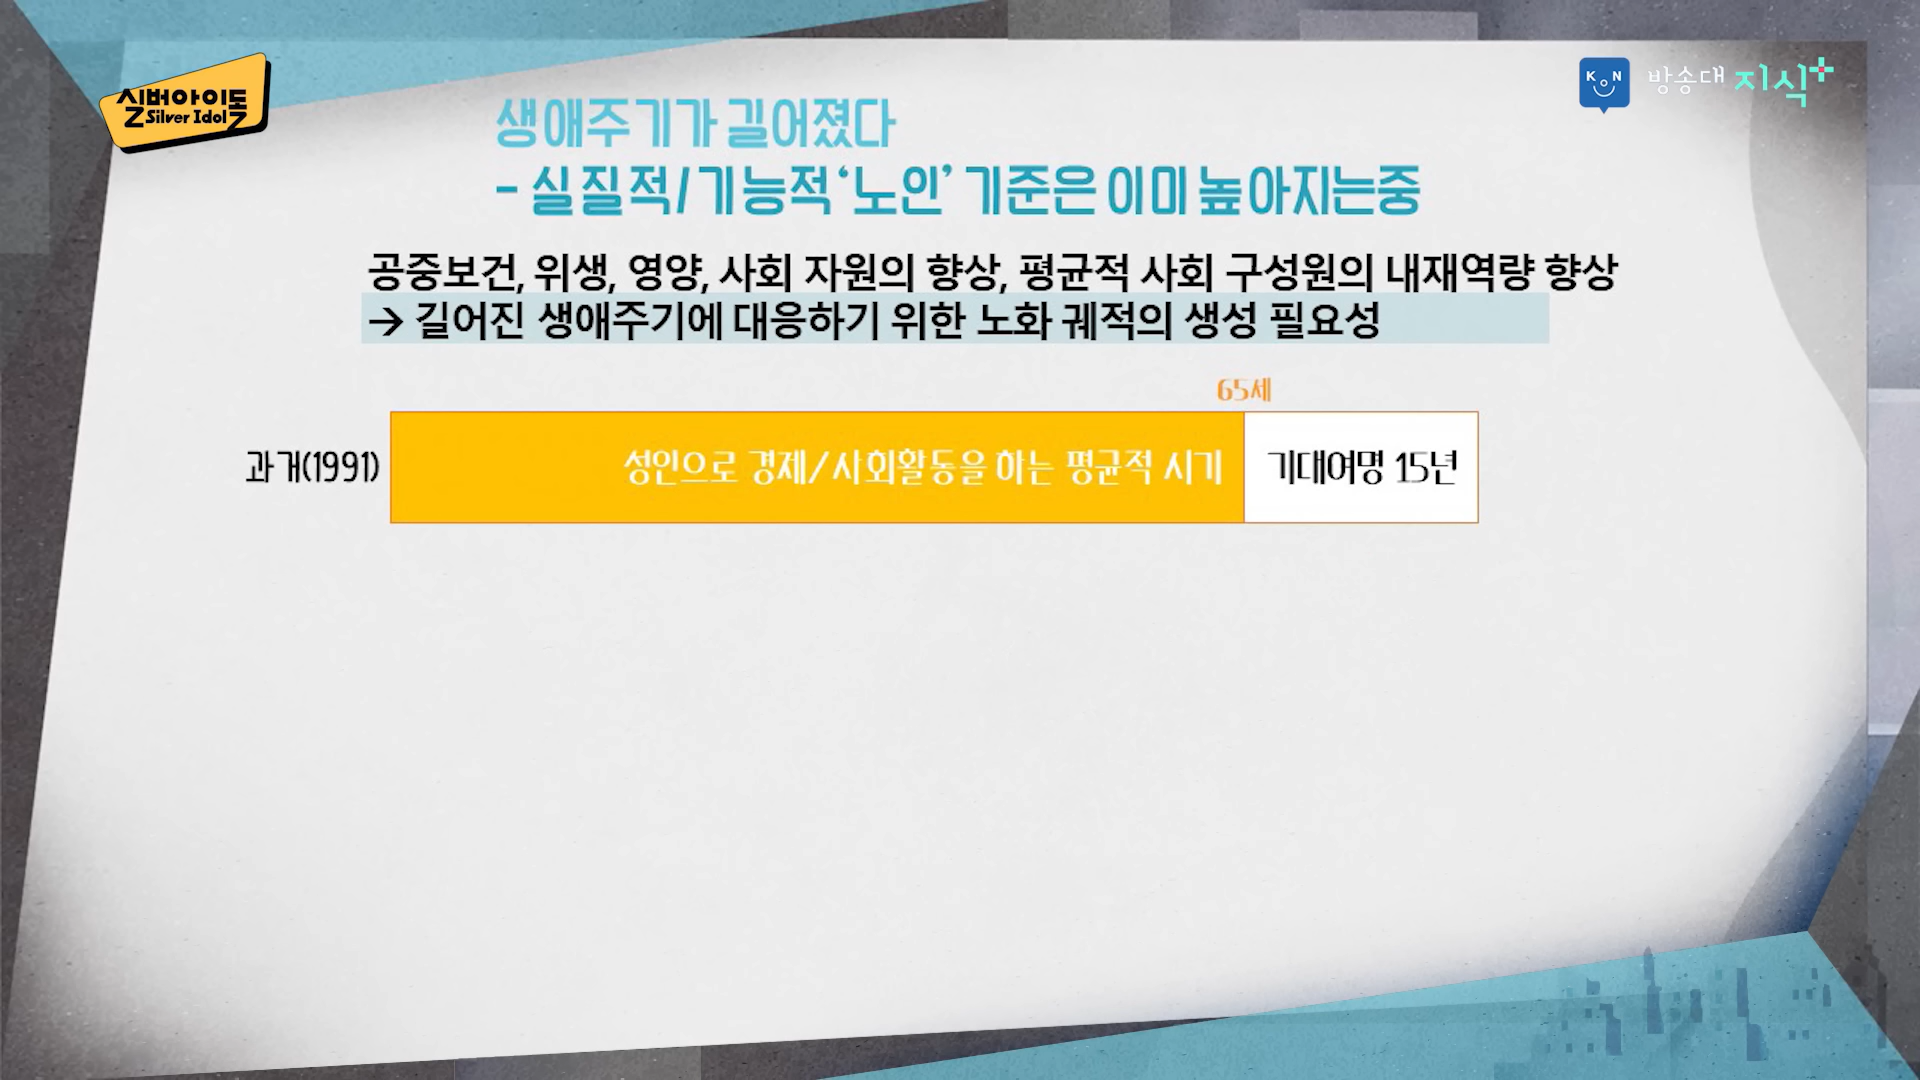 실버아이돌
Silver Idol
KON 방송대 지식+
생애주기가 길어졌다
- 실질적/기능적 ‘노인’ 기준은 이미 높아지는중
공중보건, 위생, 영양, 사회 자원의 향상, 평균적 사회 구성원의 내재역량 향상
→ 길어진 생애주기에 대응하기 위한 노화 궤적의 생성 필요성
65세
과거(1991) 성인으로 경제/사회활동을 하는 평균적 시기 기대여명 15년